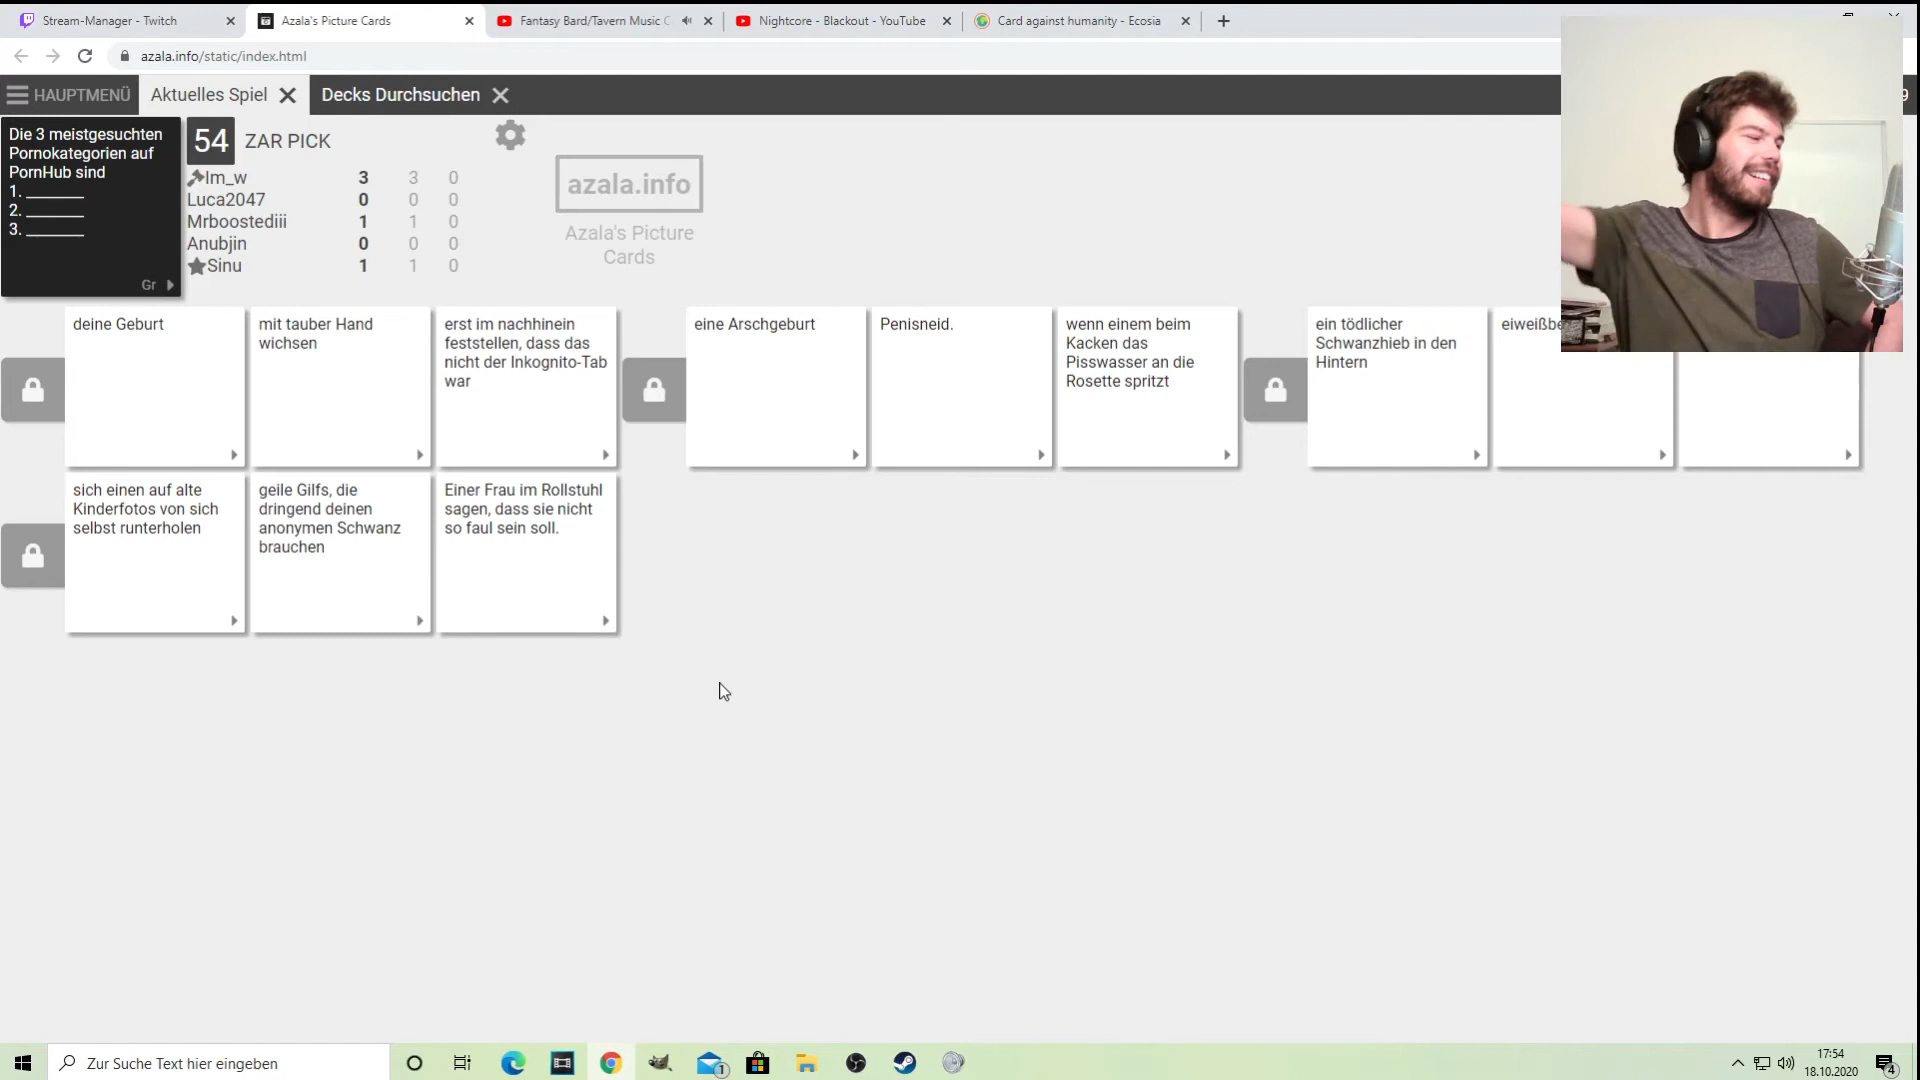 Stream-Manager - Twitch
Azala's Picture Cards
Fantasy Bard/Tavern Music C
Nightcore - Blackout - YouTube
Card against humanity - Ecosia
azala.info/static/index.html
HAUPTMENÜ
Aktuelles Spiel
Decks Durchsuchen
9
Die 3 meistgesuchten
Pornokategorien auf
PornHub sind
1. _______
2. _______
3. _______
Gr
54 ZAR PICK
Im_w 3 3 0
Luca2047 0 0 0
Mrboostediii 1 1 0
Anubjin 0 0 0
Sinu 1 1 0
azala.info
Azala's Picture
Cards
deine Geburt
mit tauber Hand
wichsen
erst im nachhinein
feststellen, dass das
nicht der Inkognito-Tab
war
eine Arschgeburt
Penisneid.
wenn einem beim
Kacken das
Pisswasser an die
Rosette spritzt
ein tödlicher
Schwanzhieb in den
Hintern
eiweißbe
sich einen auf alte
Kinderfotos von sich
selbst runterholen
geile Gilfs, die
dringend deinen
anonymen Schwanz
brauchen
Einer Frau im Rollstuhl
sagen, dass sie nicht
so faul sein soll.
Zur Suche Text hier eingeben
1
17:54
18.10.2020
4